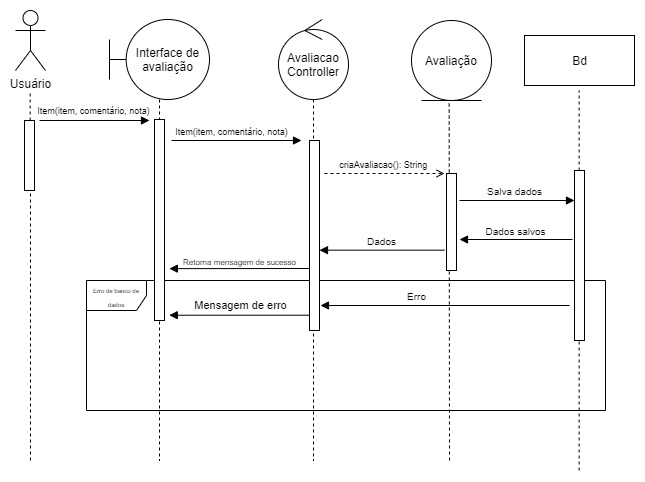 Usuário
Interface de
avaliação
Avaliacao
Controller
Avaliação
Bd
Item(item, comentário, nota)
Item(item, comentário, nota)
criaAvaliacao(): String
Salva dados
Dados salvos
Dados
Retorna mensagem de sucesso
Erro de banco de
dados
Erro
Mensagem de erro